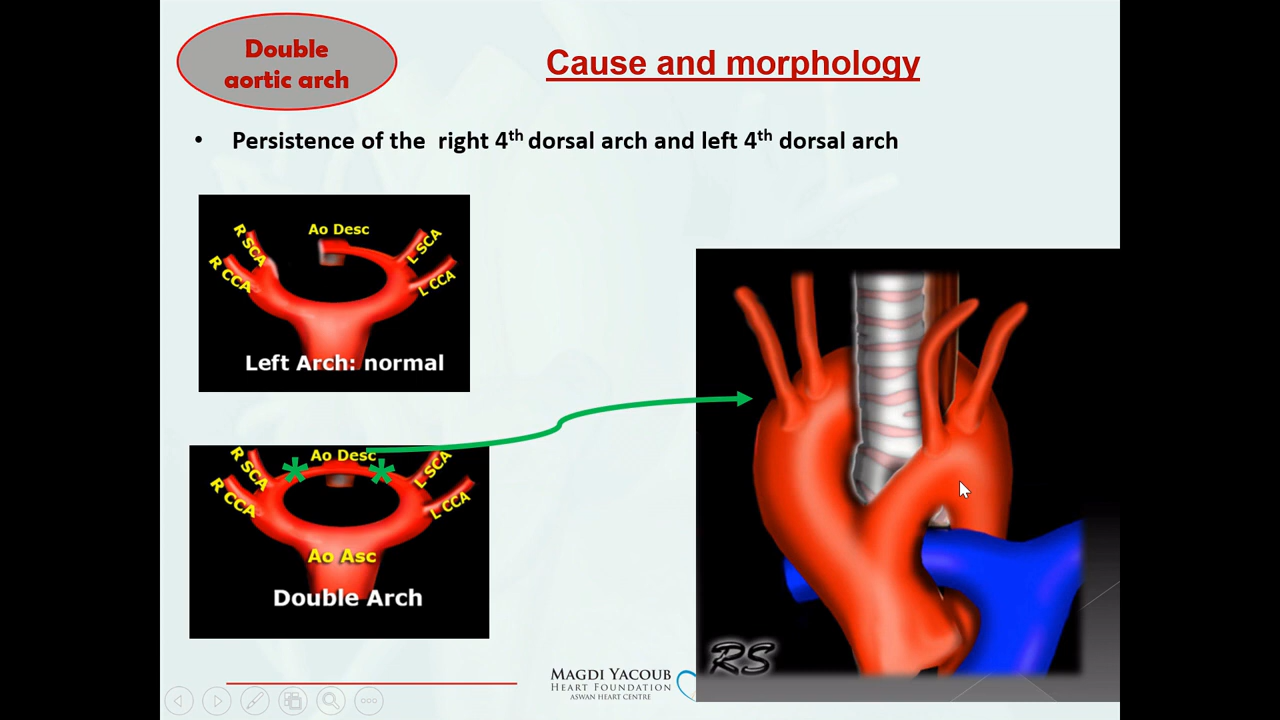 Double
aortic arch
Cause and morphology
• Persistence of the right 4th dorsal arch and left 4th dorsal arch
Ao Desc
R SCA
L SCA
R CCA
L CCA
Left Arch: normal
Ao Desc
R SCA
L SCA
R CCA
L CCA
Ao Asc
Double Arch
RS
MAGDI YACOUB
HEART FOUNDATION
ASWAN HEART CENTRE